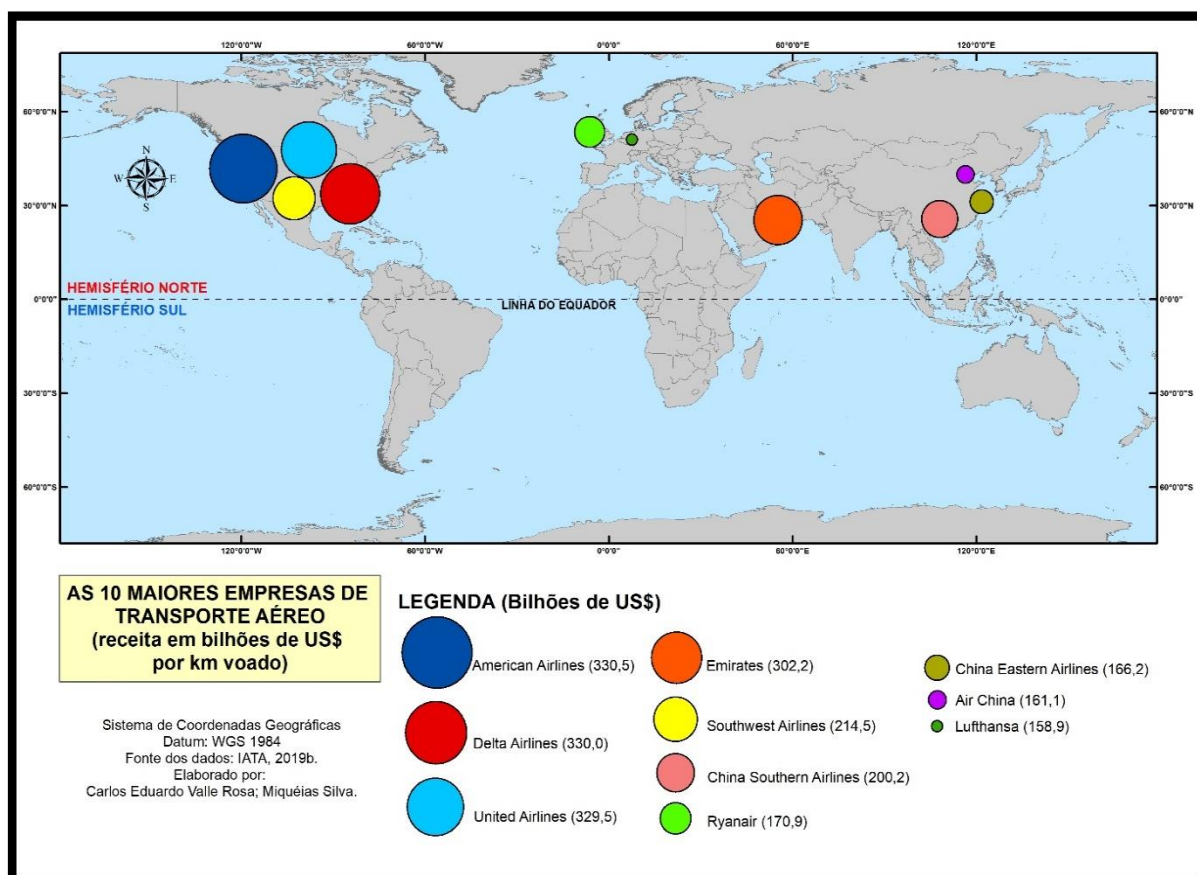 120°0'0"W 60°0'0"W 0°0'0" 60°0'0"E 120°0'0"E
60°0'0"N 60°0'0"N
N
W E
S
30°0'0"N 30°0'0"N
HEMISFÉRIO NORTE
0°0'0" LINHA DO EQUADOR 0°0'0"
HEMISFÉRIO SUL
30°0'0"S 30°0'0"S
60°0'0"S 60°0'0"S
120°0'0"W 60°0'0"W 0°0'0" 60°0'0"E 120°0'0"E
AS 10 MAIORES EMPRESAS DE
TRANSPORTE AÉREO
(receita em bilhões de US$
por km voado)
Sistema de Coordenadas Geográficas
Datum: WGS 1984
Fonte dos dados: IATA, 2019b.
Elaborado por:
Carlos Eduardo Valle Rosa; Miquéias Silva.
LEGENDA (Bilhões de US$)
American Airlines (330,5)
Delta Airlines (330,0)
United Airlines (329,5)
Emirates (302,2)
Southwest Airlines (214,5)
China Southern Airlines (200,2)
Ryanair (170,9)
China Eastern Airlines (166,2)
Air China (161,1)
Lufthansa (158,9)